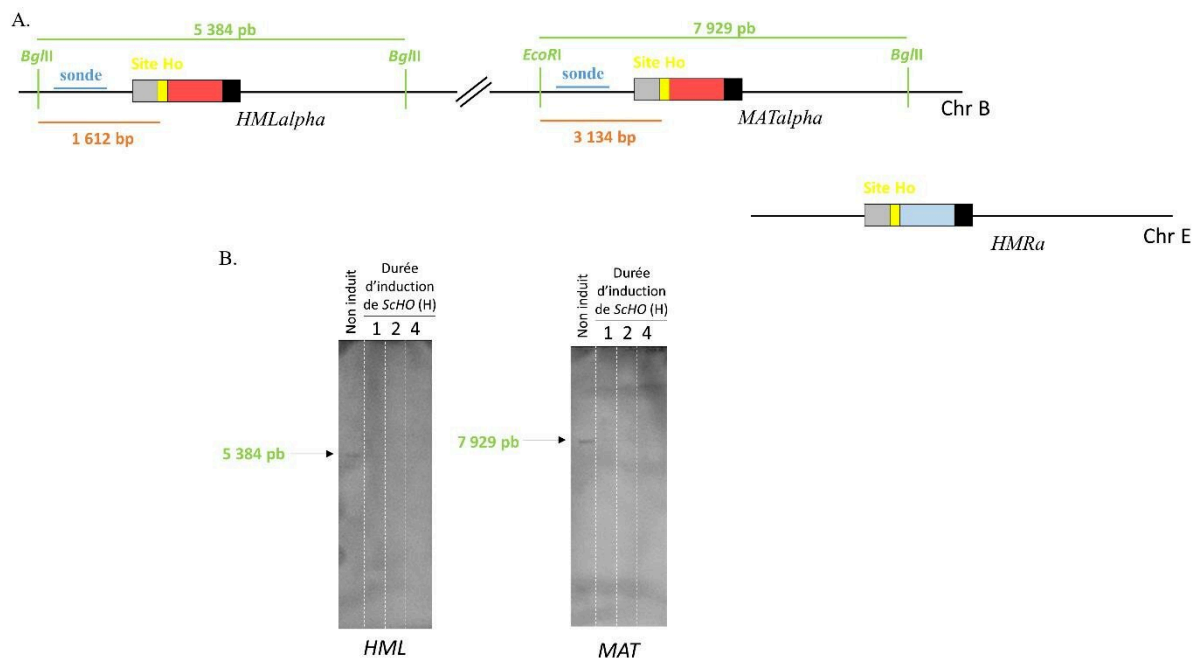 A.
5 384 pb
7 929 pb
BglII
BglII
EcoRI
BglII
sonde
Site Ho
sonde
Site Ho
HMLalpha
MATalpha
Chr B
1 612 bp
3 134 bp
Site Ho
HMRa
Chr E
B.
Non induit
Durée
d'induction
de ScHO (H)
1 2 4
5 384 pb
HML
Non induit
Durée
d'induction
de ScHO (H)
1 2 4
7 929 pb
MAT